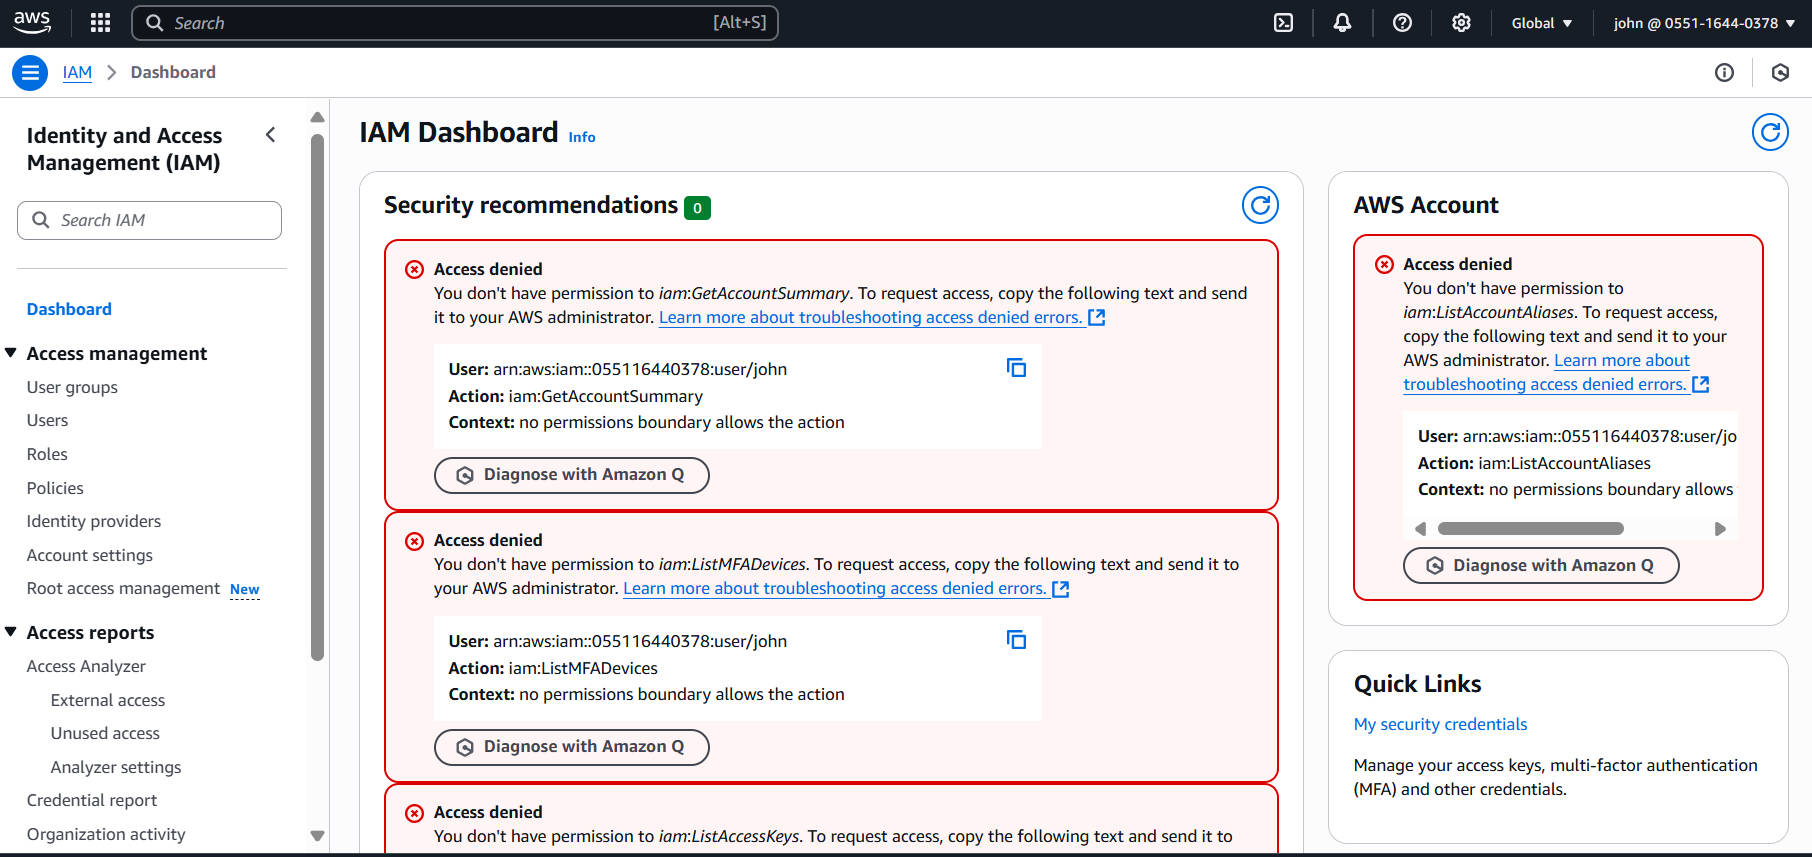 aws
Search
[Alt+S]
Global
john @ 0551-1644-0378
IAM
Dashboard
Identity and Access
Management (IAM)
Search IAM
Dashboard
Access management
User groups
Users
Roles
Policies
Identity providers
Account settings
Root access management New
Access reports
Access Analyzer
External access
Unused access
Analyzer settings
Credential report
Organization activity
IAM Dashboard Info
Security recommendations 0
Access denied
You don't have permission to iam:GetAccountSummary. To request access, copy the following text and send
it to your AWS administrator. Learn more about troubleshooting access denied errors.
User: arn:aws:iam::055116440378:user/john
Action: iam:GetAccountSummary
Context: no permissions boundary allows the action
Diagnose with Amazon Q
Access denied
You don't have permission to iam:ListMFADevices. To request access, copy the following text and send it to
your AWS administrator. Learn more about troubleshooting access denied errors.
User: arn:aws:iam::055116440378:user/john
Action: iam:ListMFADevices
Context: no permissions boundary allows the action
Diagnose with Amazon Q
Access denied
You don't have permission to iam:ListAccessKeys. To request access, copy the following text and send it to
AWS Account
Access denied
You don't have permission to
iam:ListAccountAliases. To request access,
copy the following text and send it to your
AWS administrator. Learn more about
troubleshooting access denied errors.
User: arn:aws:iam::055116440378:user/jo
Action: iam:ListAccountAliases
Context: no permissions boundary allows
Diagnose with Amazon Q
Quick Links
My security credentials
Manage your access keys, multi-factor authentication
(MFA) and other credentials.